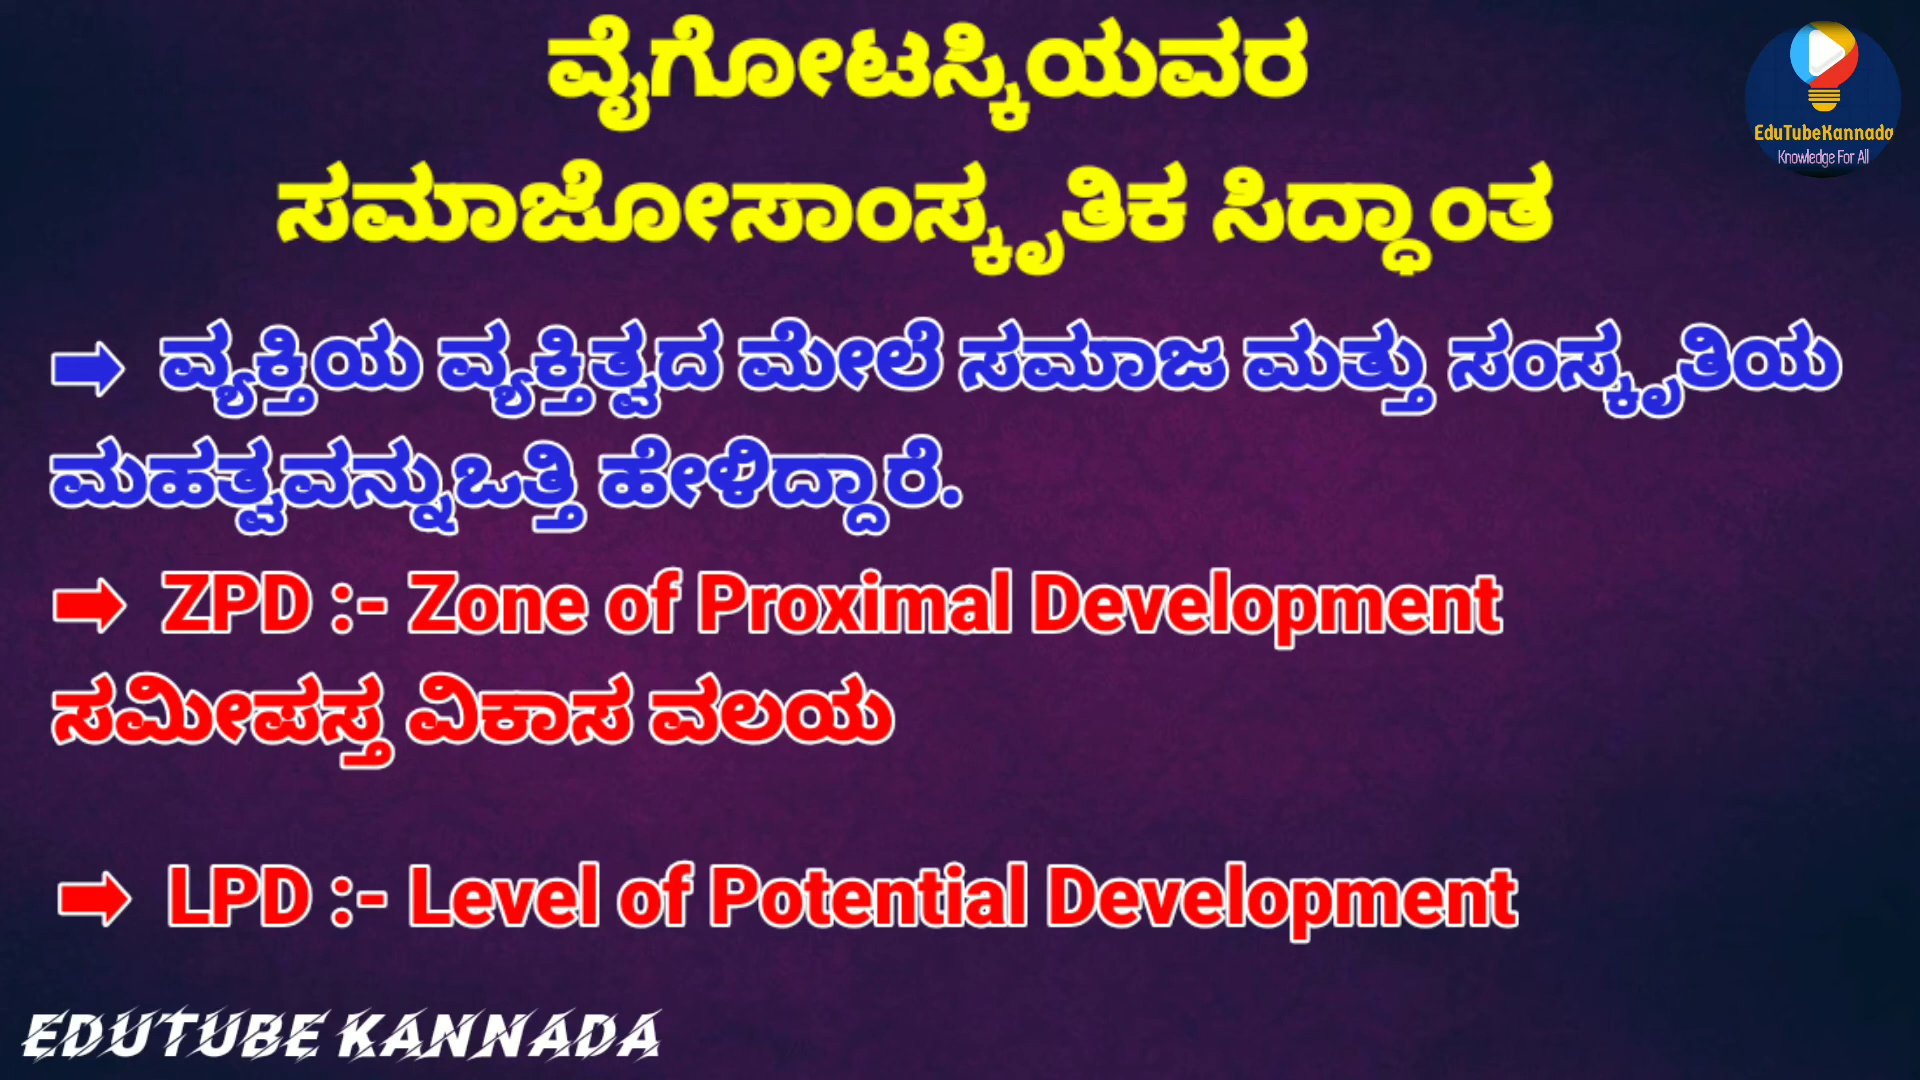 ವೈಗೋಟಸ್ಕಿಯವರ
ಸಮಾಜೋಸಾಂಸ್ಕೃತಿಕ ಸಿದ್ಧಾಂತ
EduTubeKannada
Knowledge For All
➡ ವ್ಯಕ್ತಿಯ ವ್ಯಕ್ತಿತ್ವದ ಮೇಲೆ ಸಮಾಜ ಮತ್ತು ಸಂಸ್ಕೃತಿಯ
ಮಹತ್ವವನ್ನುಒತ್ತಿ ಹೇಳಿದ್ದಾರೆ.
➡ ZPD :- Zone of Proximal Development
ಸಮೀಪಸ್ತ ವಿಕಾಸ ವಲಯ
➡ LPD :- Level of Potential Development
EDUTUBE KANNADA